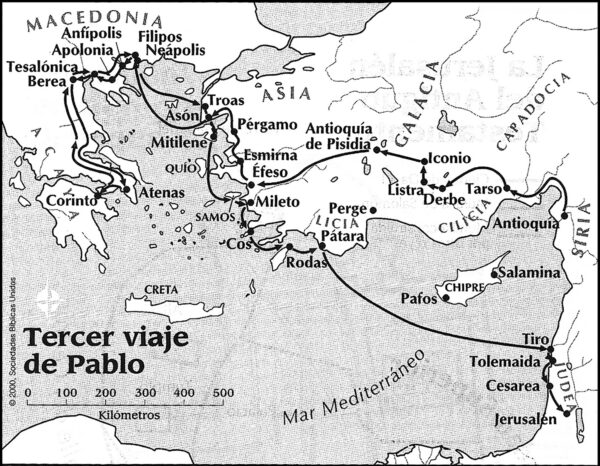 MACEDONIA
Anfípolis
Apolonia
Filipos
Neápolis
Tesalónica
Berea
Troas
Asón
ASIA
Mitilene
Pérgamo
GALACIA
CAPADOCIA
Antioquía
de Pisidia
Iconio
QUÍO
Esmirna
Éfeso
Listra
Derbe
Tarso
ACAYA
Corinto
Atenas
SAMOS
Mileto
Perge
LICIA
CILICIA
Antioquía
SIRIA
Cos
Pátara
Rodas
CRETA
CHIPRE
Salamina
Pafos
Tercer viaje
de Pablo
0 100 200 300 400 500
Kilómetros
Mar Mediterráneo
Tiro
Tolemaida
Cesarea
JUDEA
Jerusalén
© 2000, Sociedades Bíblicas Unidos